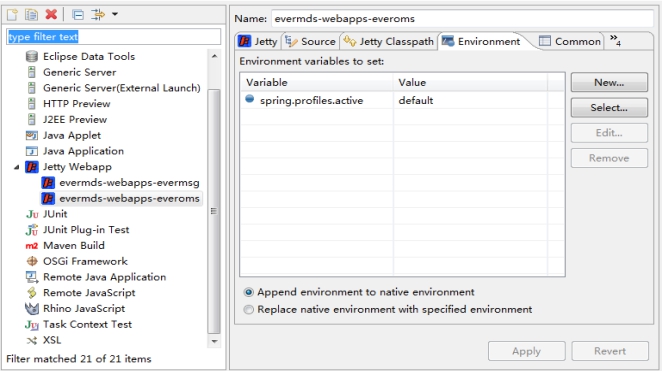 type filter text
Eclipse Data Tools
Generic Server
Generic Server(External Launch)
HTTP Preview
J2EE Preview
Java Applet
Java Application
Jetty Webapp
evermds-webapps-evermsg
evermds-webapps-everoms
Ju JUnit
Jü JUnit Plug-in Test
m2 Maven Build
OSGi Framework
Remote Java Application
Remote JavaScript
Rhino JavaScript
Ju Task Context Test
XSL
Filter matched 21 of 21 items
Name: evermds-webapps-everoms
Jetty Source Jetty Classpath Environment Common »4
Environment variables to set:
Variable Value
spring.profiles.active default
New...
Select...
Edit...
Remove
Append environment to native environment
Replace native environment with specified environment
Apply Revert